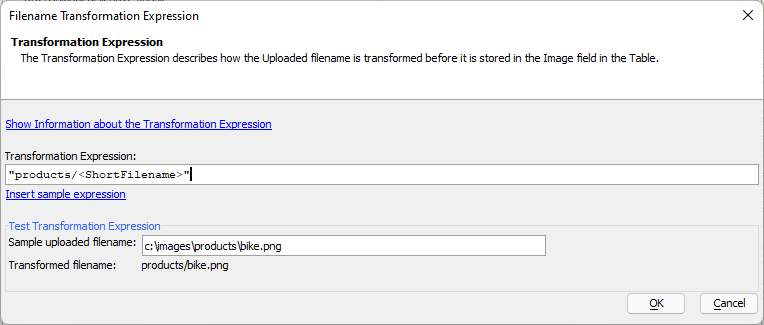 Filename Transformation Expression
Transformation Expression
The Transformation Expression describes how the Uploaded filename is transformed before it is stored in the Image field in the Table.
Show Information about the Transformation Expression
Transformation Expression:
"products/<ShortFilename>"
Insert sample expression
Test Transformation Expression
Sample uploaded filename: c:\images\products\bike.png
Transformed filename: products/bike.png
OK Cancel